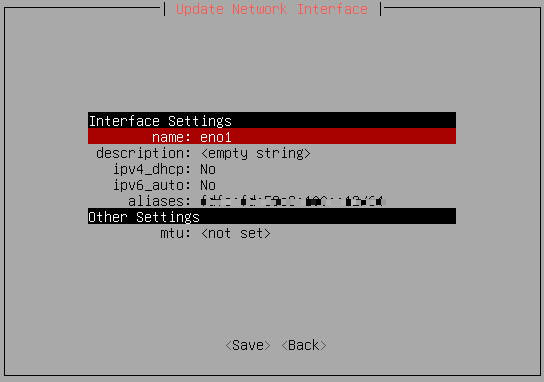 Update Network Interface
Interface Settings
name: eno1
description: <empty string>
ipv4_dhcp: No
ipv6_auto: No
aliases:
Other Settings
mtu: <not set>
<Save> <Back>